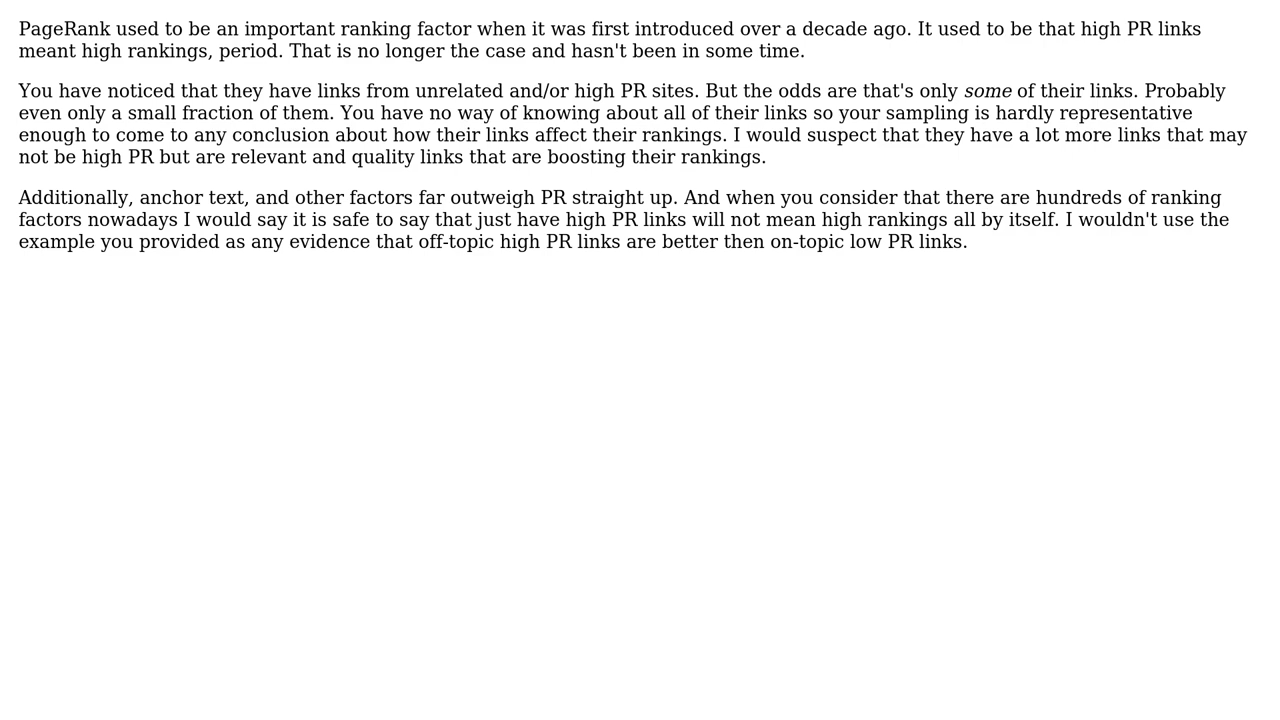 PageRank used to be an important ranking factor when it was first introduced over a decade ago. It used to be that high PR links
meant high rankings, period. That is no longer the case and hasn't been in some time.
You have noticed that they have links from unrelated and/or high PR sites. But the odds are that's only some of their links. Probably
even only a small fraction of them. You have no way of knowing about all of their links so your sampling is hardly representative
enough to come to any conclusion about how their links affect their rankings. I would suspect that they have a lot more links that may
not be high PR but are relevant and quality links that are boosting their rankings.
Additionally, anchor text, and other factors far outweigh PR straight up. And when you consider that there are hundreds of ranking
factors nowadays I would say it is safe to say that just have high PR links will not mean high rankings all by itself. I wouldn't use the
example you provided as any evidence that off-topic high PR links are better then on-topic low PR links.